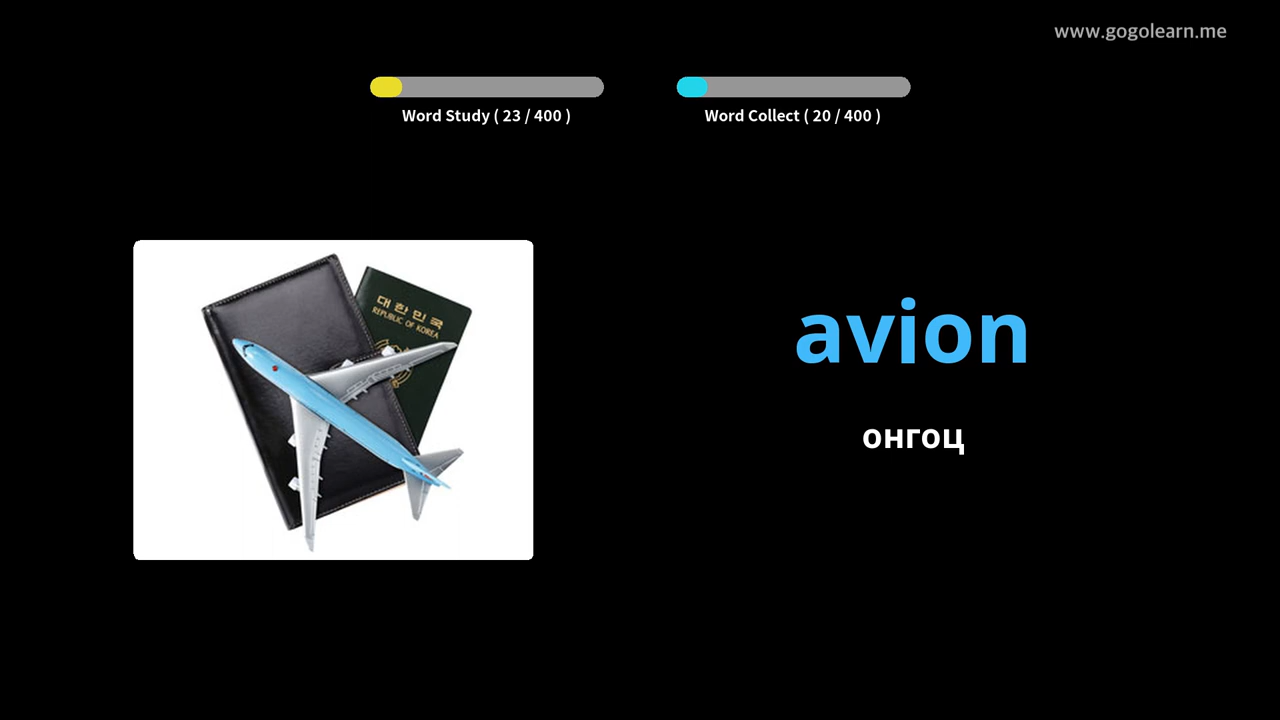 www.gogolearn.me
Word Study ( 23 / 400 )
Word Collect ( 20 / 400 )
대한민국
REPUBLIC OF KOREA
avion
онгоц